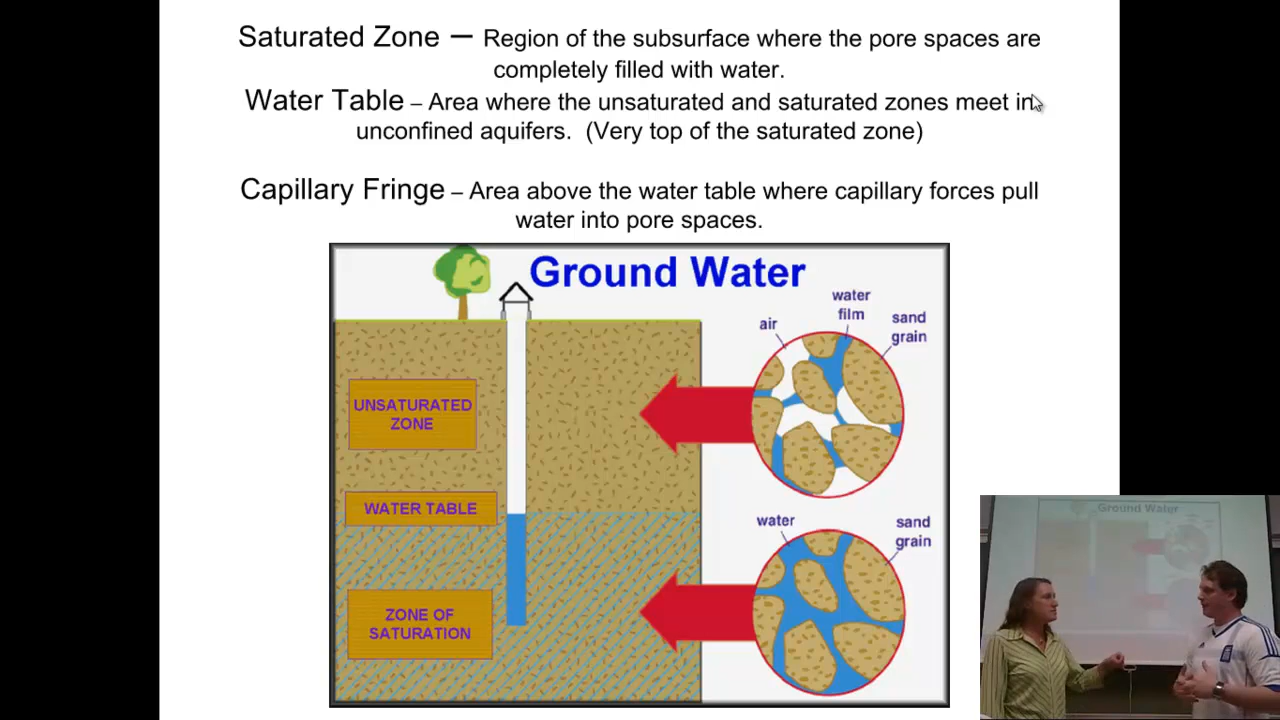 Saturated Zone – Region of the subsurface where the pore spaces are
completely filled with water.
Water Table – Area where the unsaturated and saturated zones meet in
unconfined aquifers. (Very top of the saturated zone)
Capillary Fringe – Area above the water table where capillary forces pull
water into pore spaces.
Ground Water
water
film
air
sand
grain
UNSATURATED
ZONE
WATER TABLE
water
sand
grain
ZONE OF
SATURATION
Ground Water